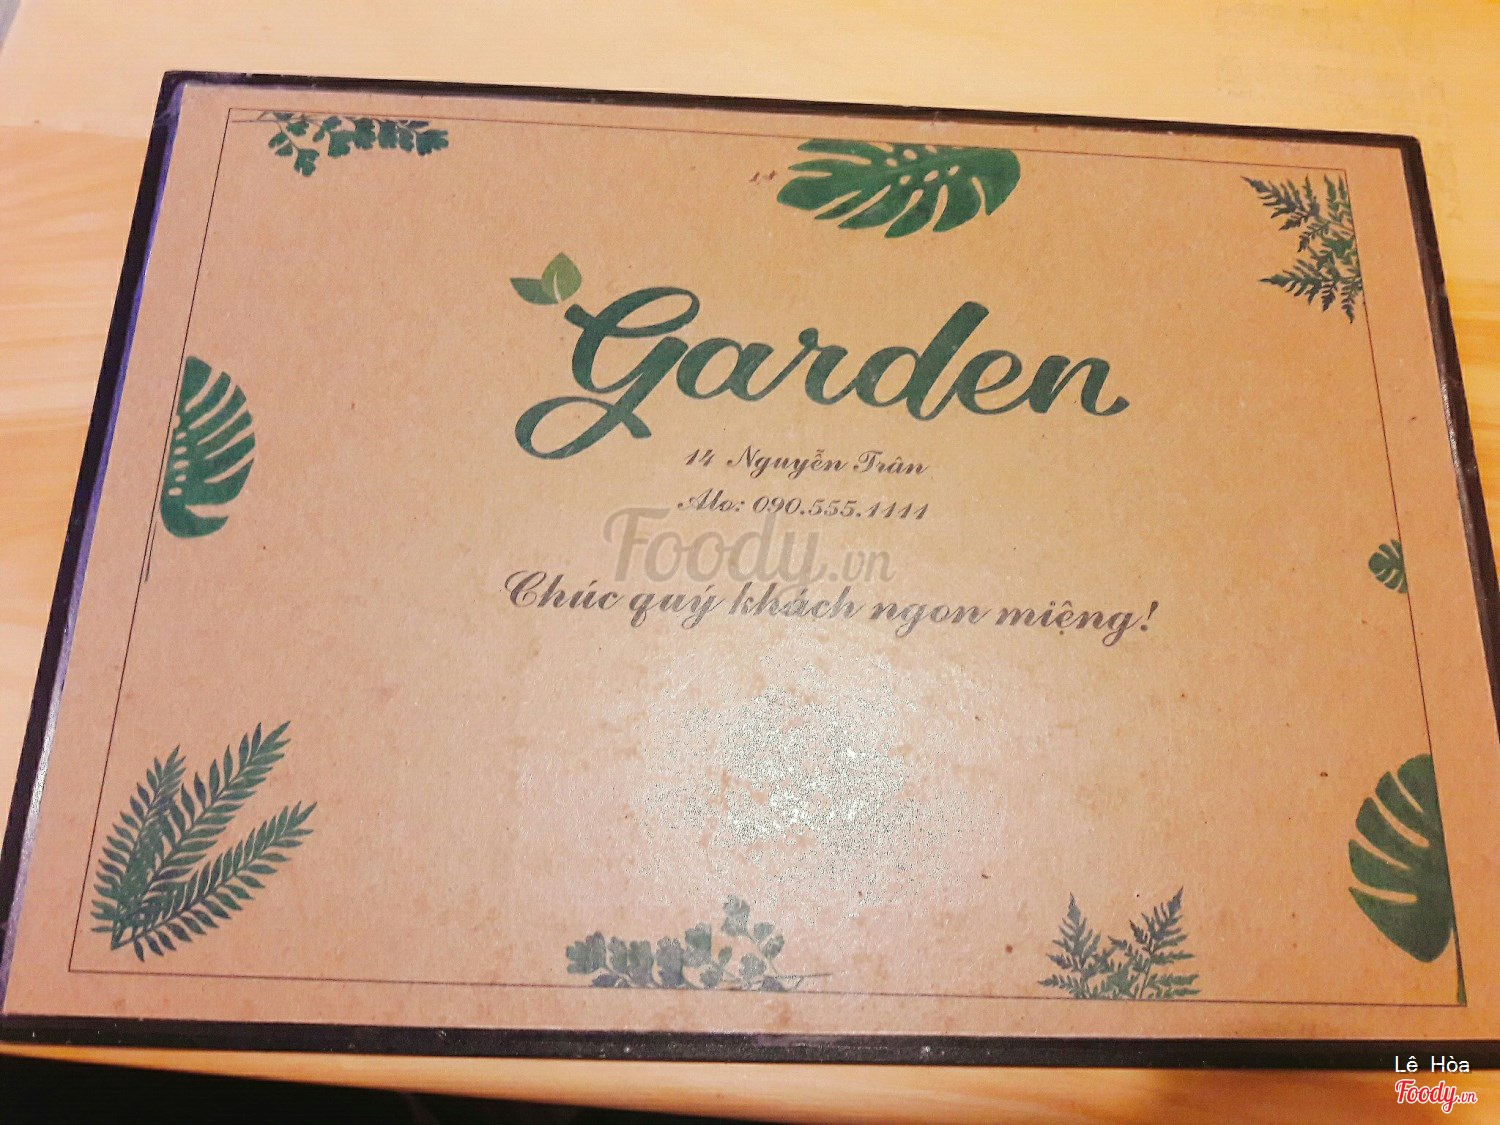 Garden
14 Nguyễn Trân
Alo: 090.555.1111
Foody.vn
Chúc quý khách ngon miệng!
Lê Hòa
Foody.vn